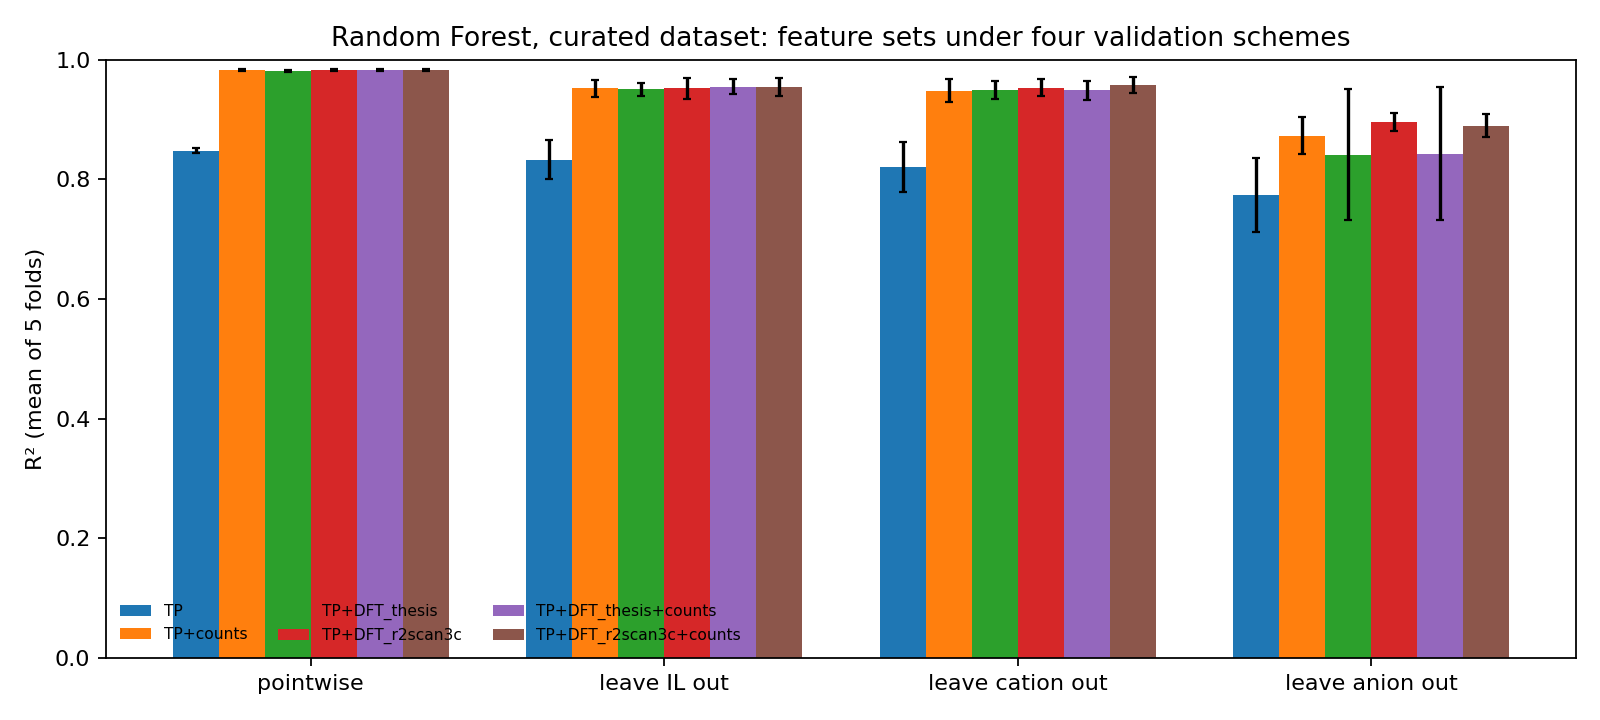 Random Forest, curated dataset: feature sets under four validation schemes
R² (mean of 5 folds)
1.0
0.8
0.6
0.4
0.2
0.0
TP
TP+counts
TP+DFT_thesis
TP+DFT_r2scan3c
TP+DFT_thesis+counts
TP+DFT_r2scan3c+counts
pointwise
leave IL out
leave cation out
leave anion out